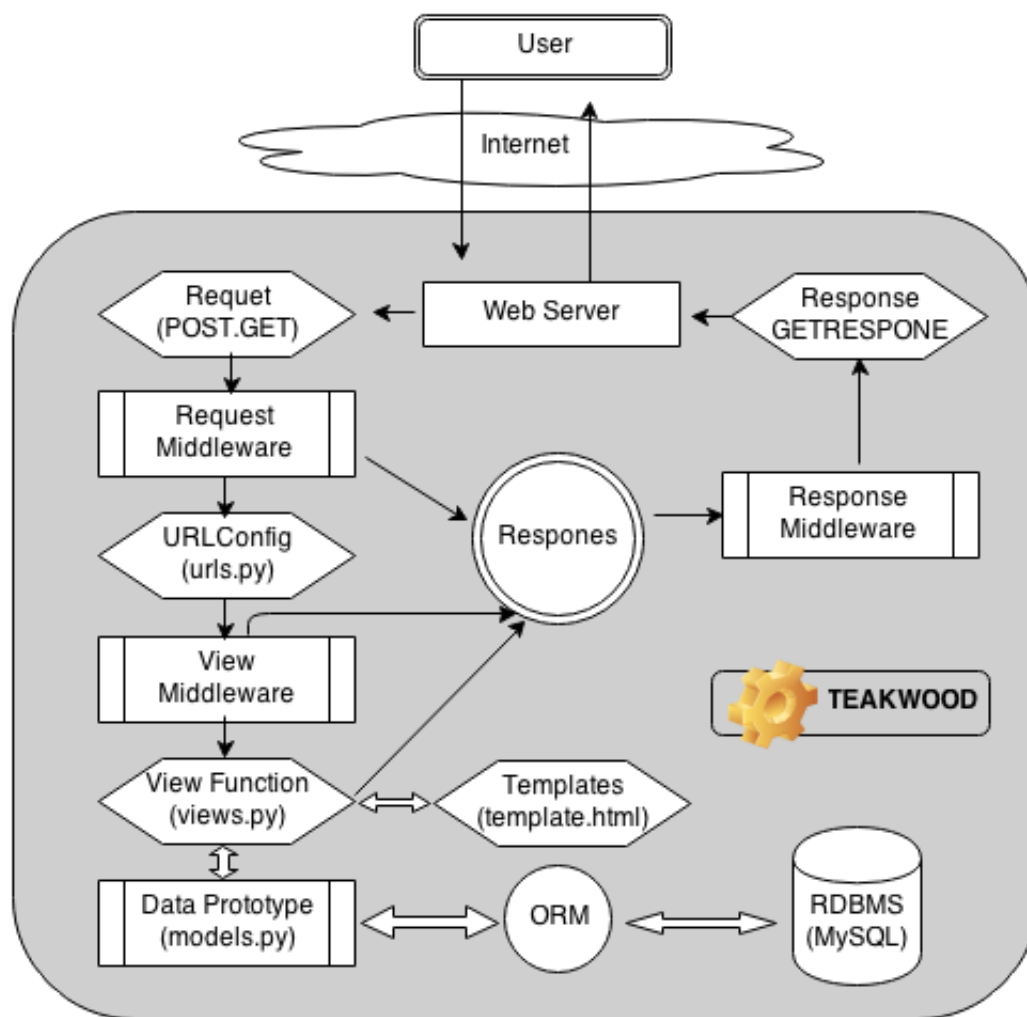 User
Internet
Requet
(POST.GET)
Web Server
Response
GETRESPONE
Request
Middleware
Respones
Response
Middleware
URLConfig
(urls.py)
View
Middleware
TEAKWOOD
View Function
(views.py)
Templates
(template.html)
Data Prototype
(models.py)
ORM
RDBMS
(MySQL)